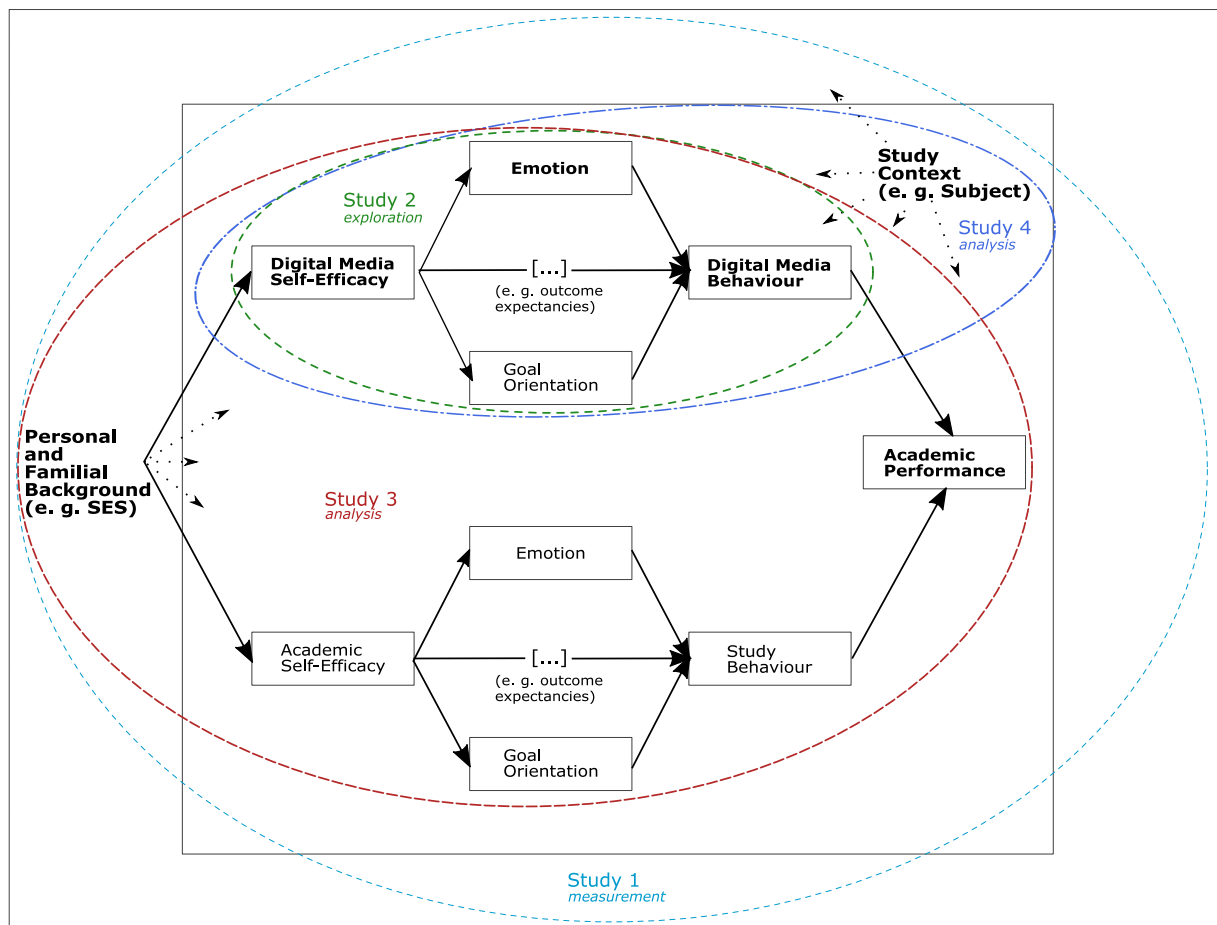 Emotion
Study
Context
(e. g. Subject)
Study 2
exploration
Study 4
analysis
Digital Media
Self-Efficacy
[...]
(e. g. outcome
expectancies)
Digital Media
Behaviour
Goal
Orientation
Personal
and
Familial
Background
(e. g. SES)
Academic
Performance
Study 3
analysis
Emotion
Academic
Self-Efficacy
[...]
(e. g. outcome
expectancies)
Study
Behaviour
Goal
Orientation
Study 1
measurement